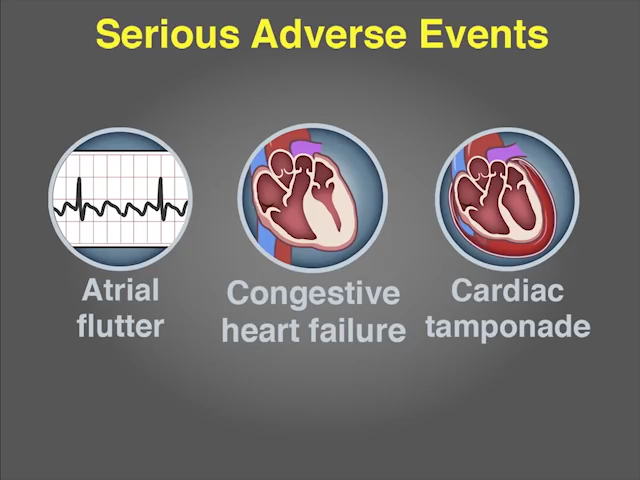 Serious Adverse Events
Atrial
flutter
Congestive
heart failure
Cardiac
tamponade